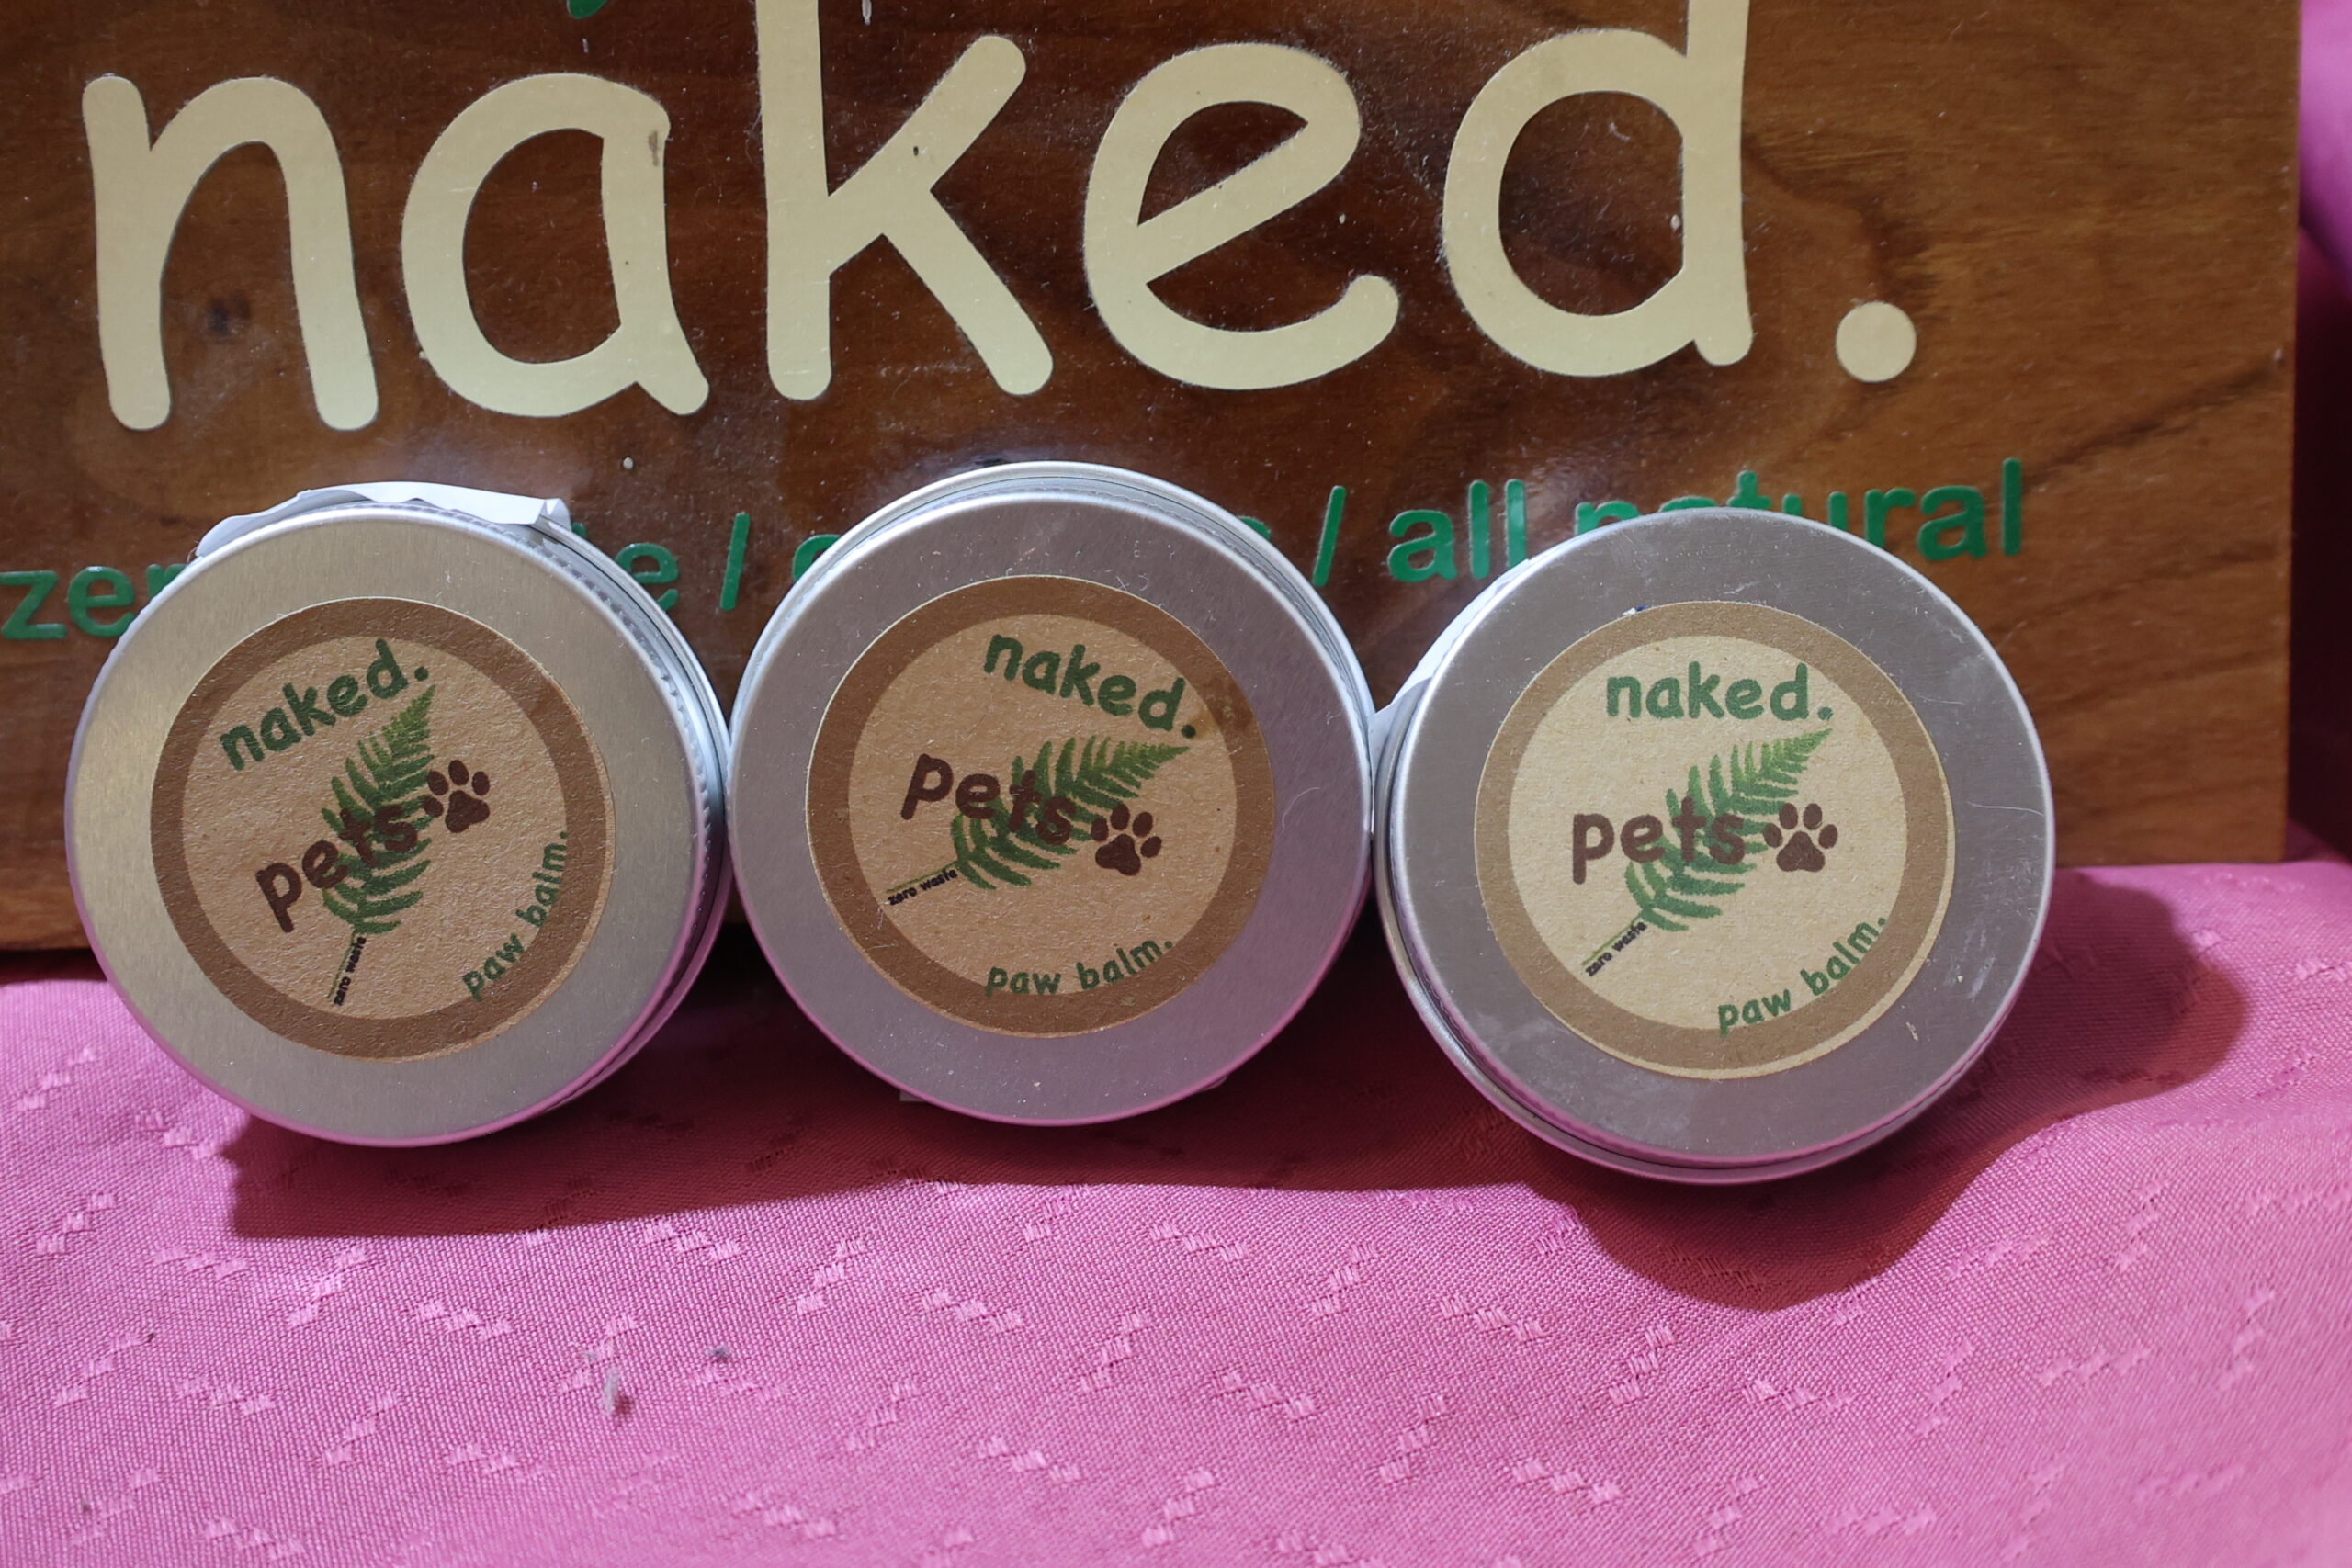 naked.
/ / all natural
naked.
pets
zero waste
paw balm.
naked.
pets
zero waste
paw balm.
naked.
pets
zero waste
paw balm.